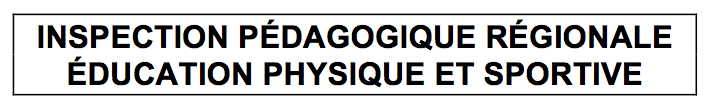 INSPECTION PÉDAGOGIQUE RÉGIONALE
ÉDUCATION PHYSIQUE ET SPORTIVE